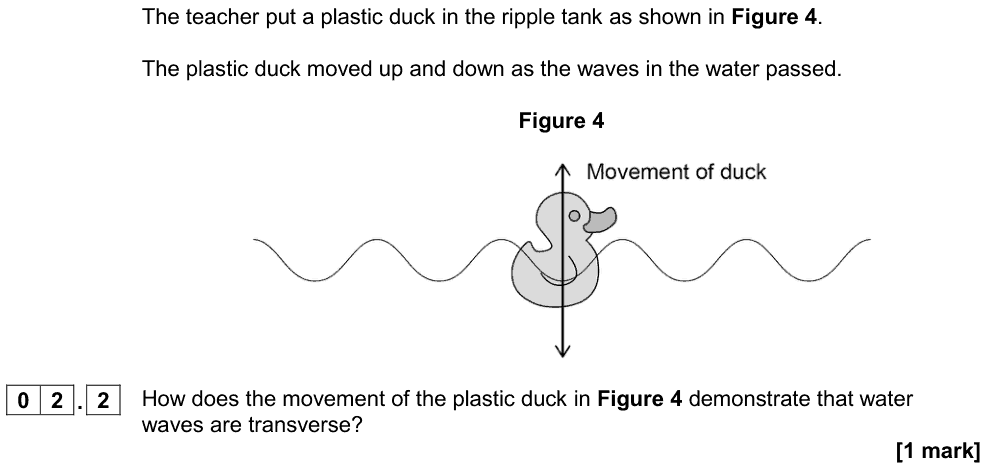 The teacher put a plastic duck in the ripple tank as shown in Figure 4.
The plastic duck moved up and down as the waves in the water passed.
Figure 4
Movement of duck
0 2 . 2 How does the movement of the plastic duck in Figure 4 demonstrate that water
waves are transverse?
[1 mark]